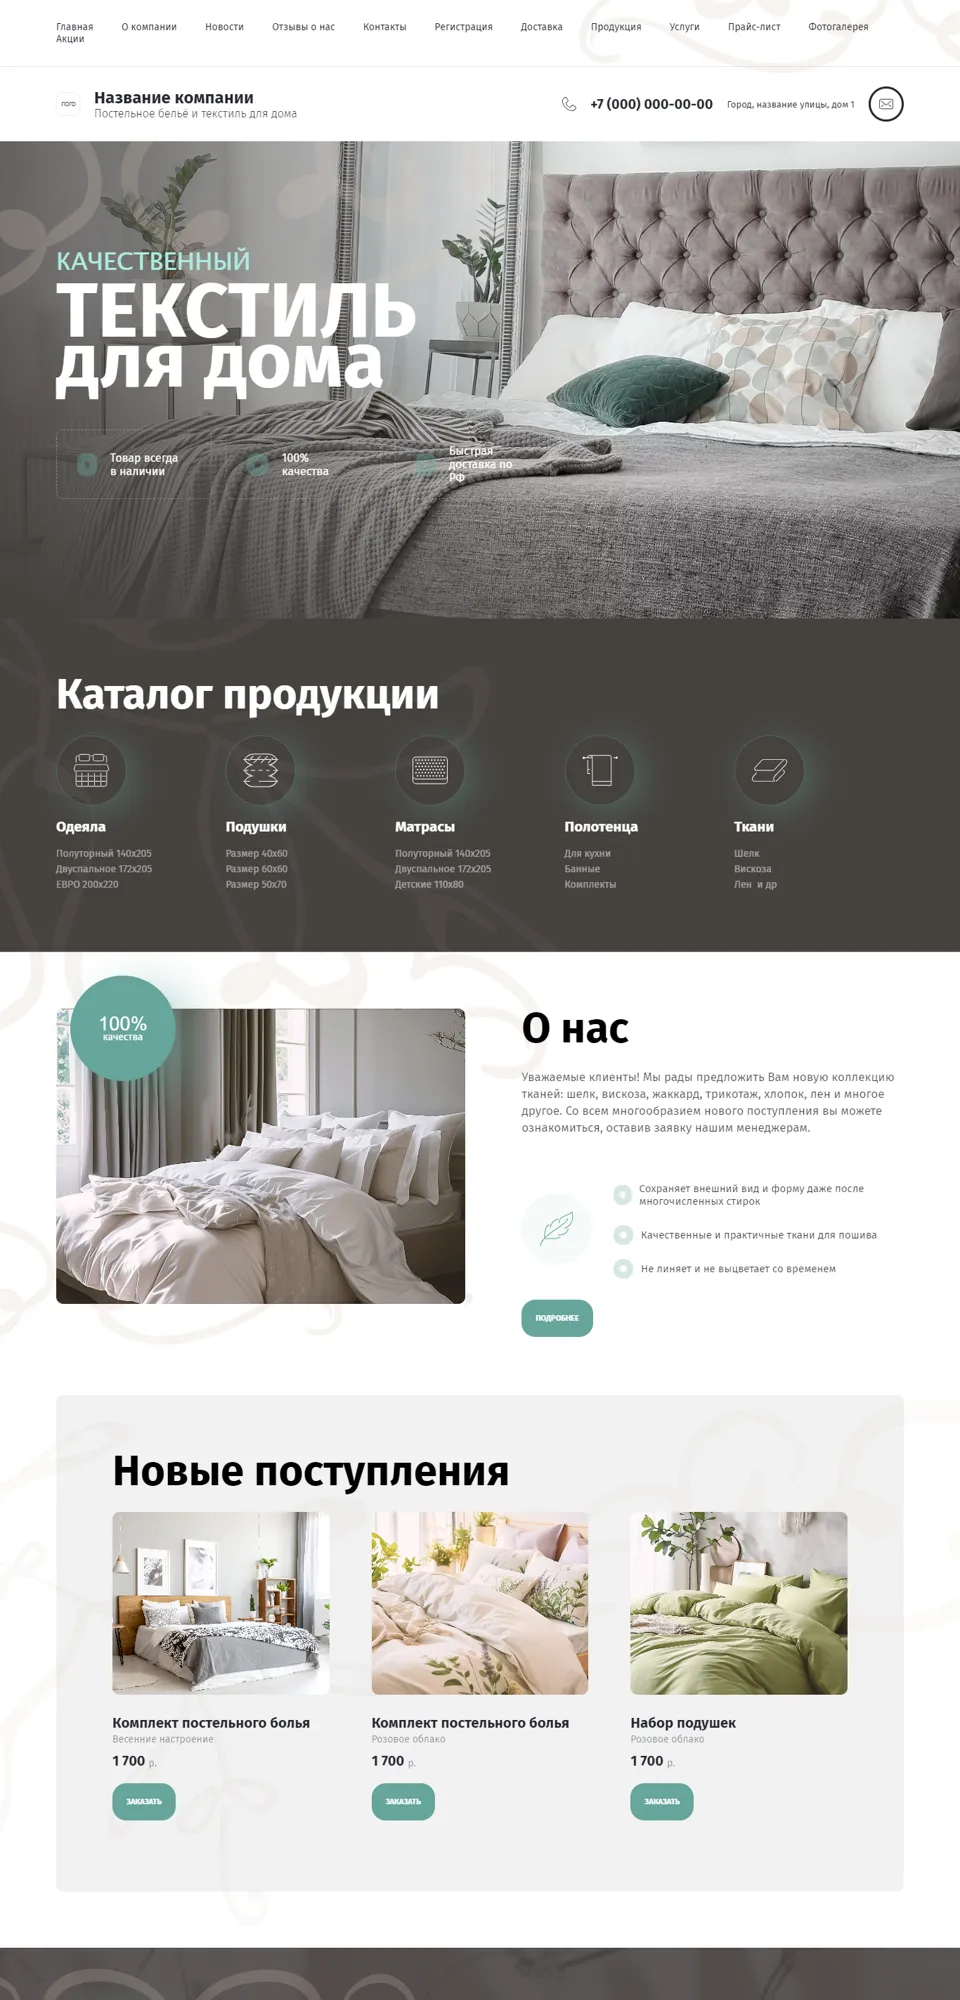 Главная О компании Новости Отзывы о нас Контакты Регистрация Доставка Продукция Услуги Прайс-лист Фотогалерея
Акции
лого
Название компании
Постельное бельё и текстиль для дома
+7 (000) 000-00-00
Город, название улицы, дом 1
КАЧЕСТВЕННЫЙ
ТЕКСТИЛЬ
для дома
Товар всегда
в наличии
100%
качества
Быстрая
доставка по
РФ
Каталог продукции
Одеяла
Полуторный 140х205
Двуспальное 172х205
ЕВРО 200х220
Подушки
Размер 40х60
Размер 60х60
Размер 50х70
Матрасы
Полуторный 140х205
Двуспальное 172х205
Детские 110х80
Полотенца
Для кухни
Банные
Комплекты
Ткани
Шелк
Вискоза
Лен и др
100%
качества
О нас
Уважаемые клиенты! Мы рады предложить Вам новую коллекцию
тканей: шелк, вискоза, жаккард, трикотаж, хлопок, лен и многое
другое. Со всем многообразием нового поступления вы можете
ознакомиться, оставив заявку нашим менеджерам.
Сохраняет внешний вид и форму даже после
многочисленных стирок
Качественные и практичные ткани для пошива
Не линяет и не выцветает со временем
ПОДРОБНЕЕ
Новые поступления
Комплект постельного болья
Весенние настроение
1 700 р.
ЗАКАЗАТЬ
Комплект постельного болья
Розовое облако
1 700 р.
ЗАКАЗАТЬ
Набор подушек
Розовое облако
1 700 р.
ЗАКАЗАТЬ